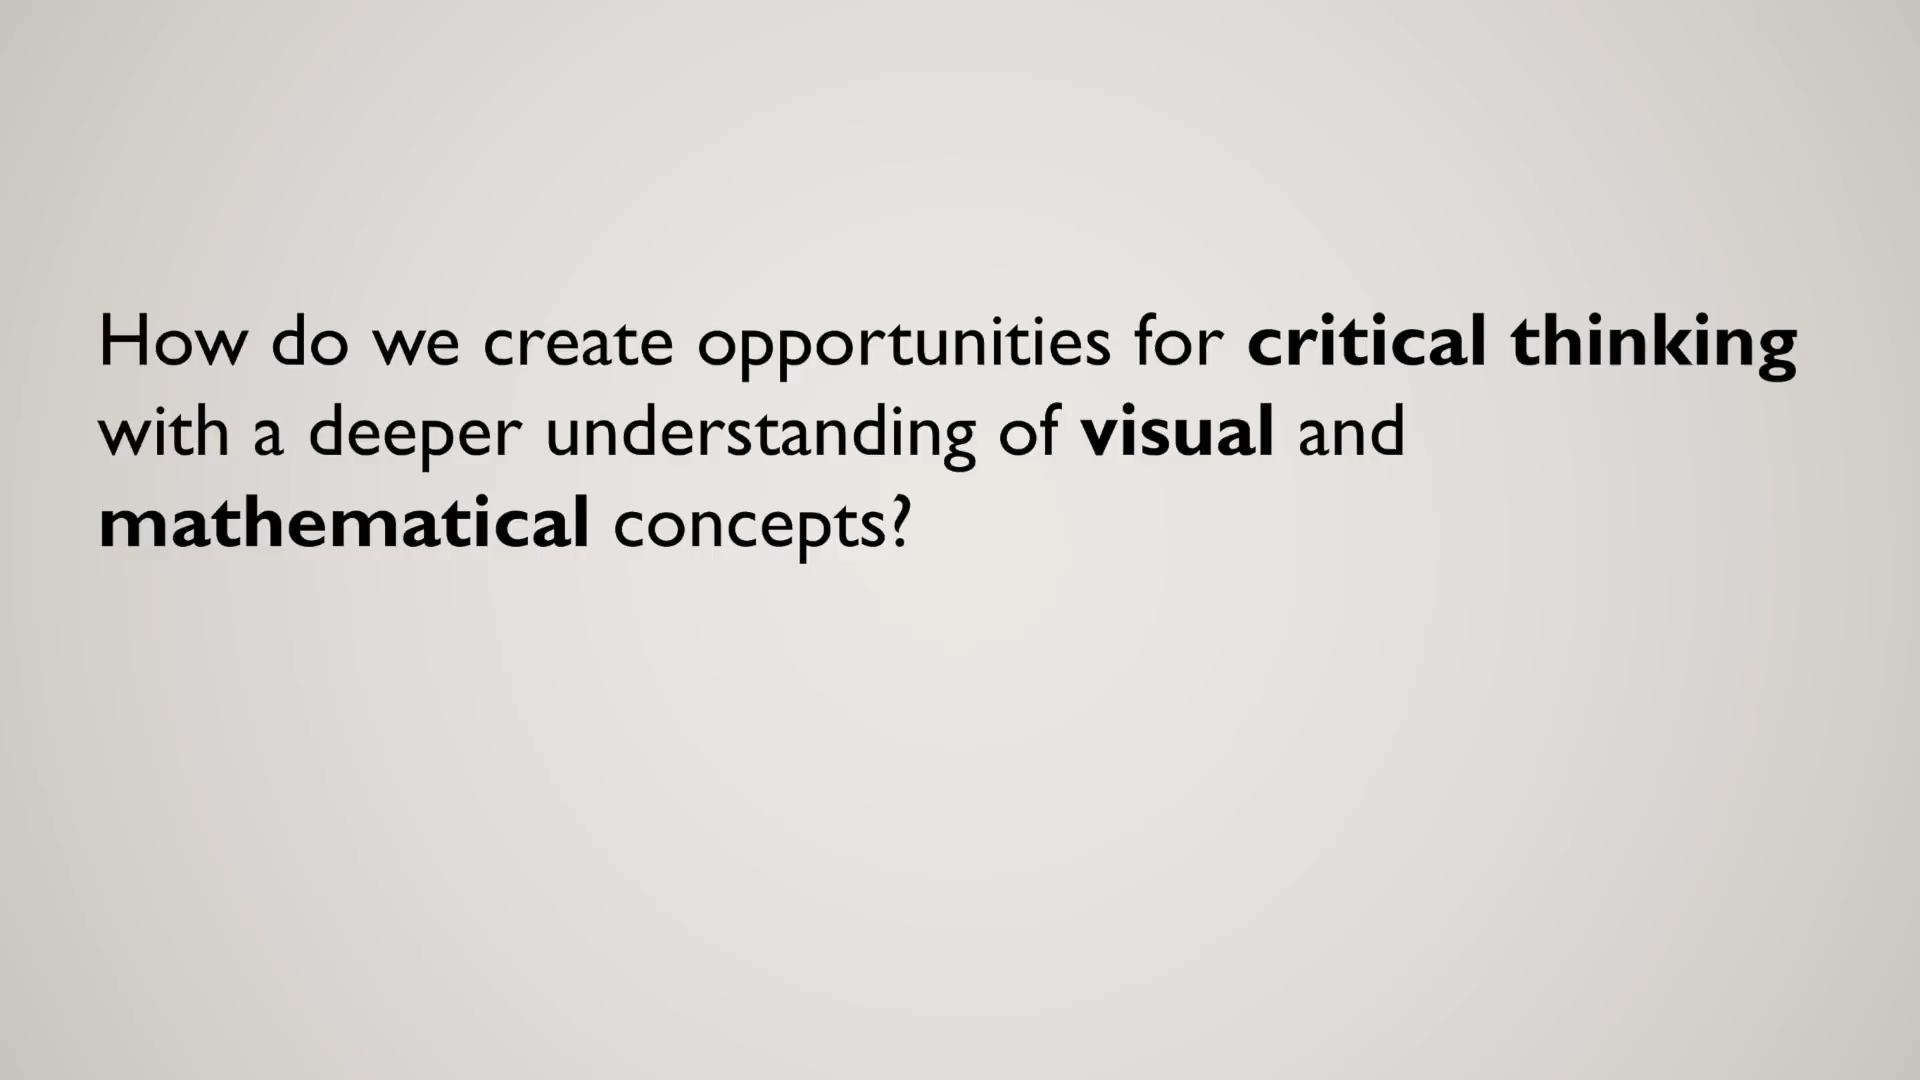 How do we create opportunities for critical thinking
with a deeper understanding of visual and
mathematical concepts?